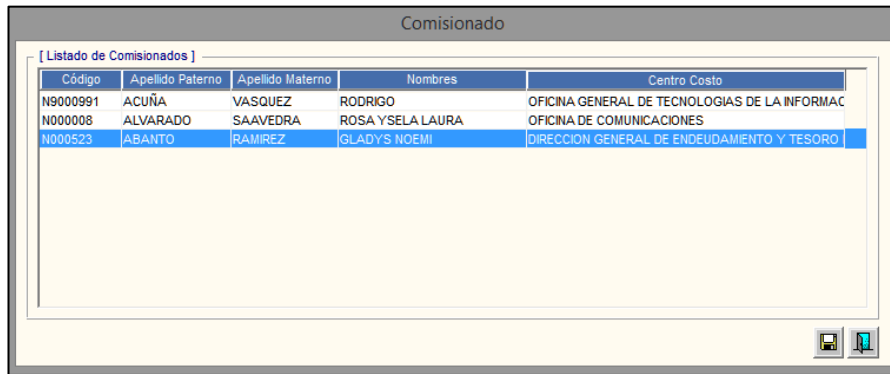 Comisionado
[ Listado de Comisionados ]
Código Apellido Paterno Apellido Materno Nombres Centro Costo
N9000991 ACUÑA VASQUEZ RODRIGO OFICINA GENERAL DE TECNOLOGIAS DE LA INFORMAC
N000008 ALVARADO SAAVEDRA ROSA YSELA LAURA OFICINA DE COMUNICACIONES
N000523 ABANTO RAMIREZ GLADYS NOEMI DIRECCION GENERAL DE ENDEUDAMIENTO Y TESORO